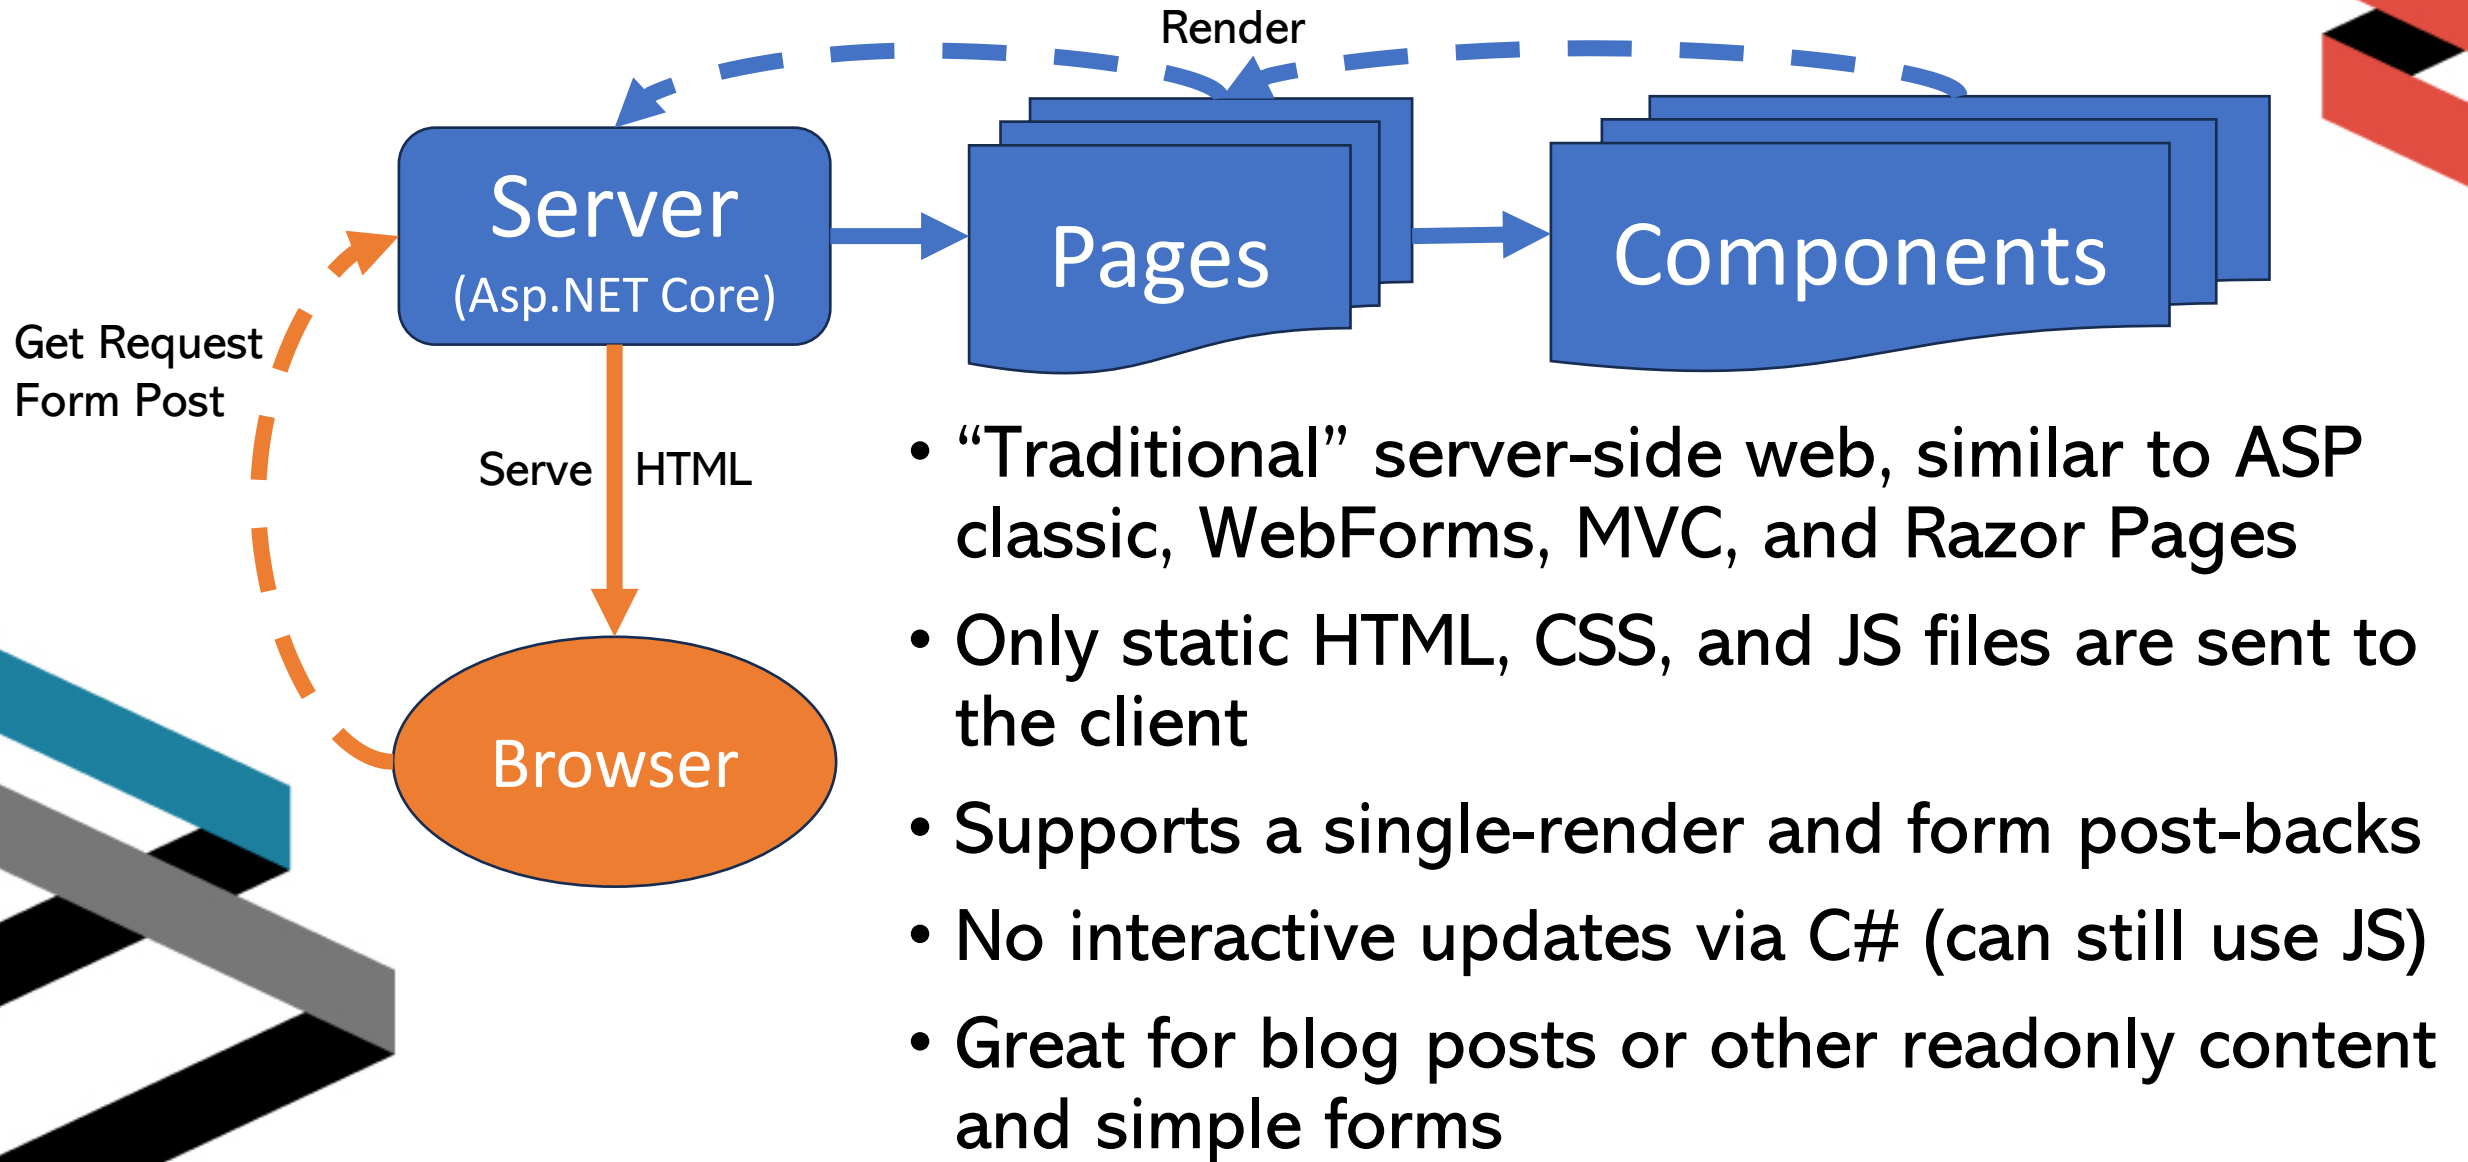 Render
Server
(Asp.NET Core)
Pages
Components
Get Request
Form Post
Serve HTML
Browser
• “Traditional” server-side web, similar to ASP
classic, WebForms, MVC, and Razor Pages
• Only static HTML, CSS, and JS files are sent to
the client
• Supports a single-render and form post-backs
• No interactive updates via C# (can still use JS)
• Great for blog posts or other readonly content
and simple forms